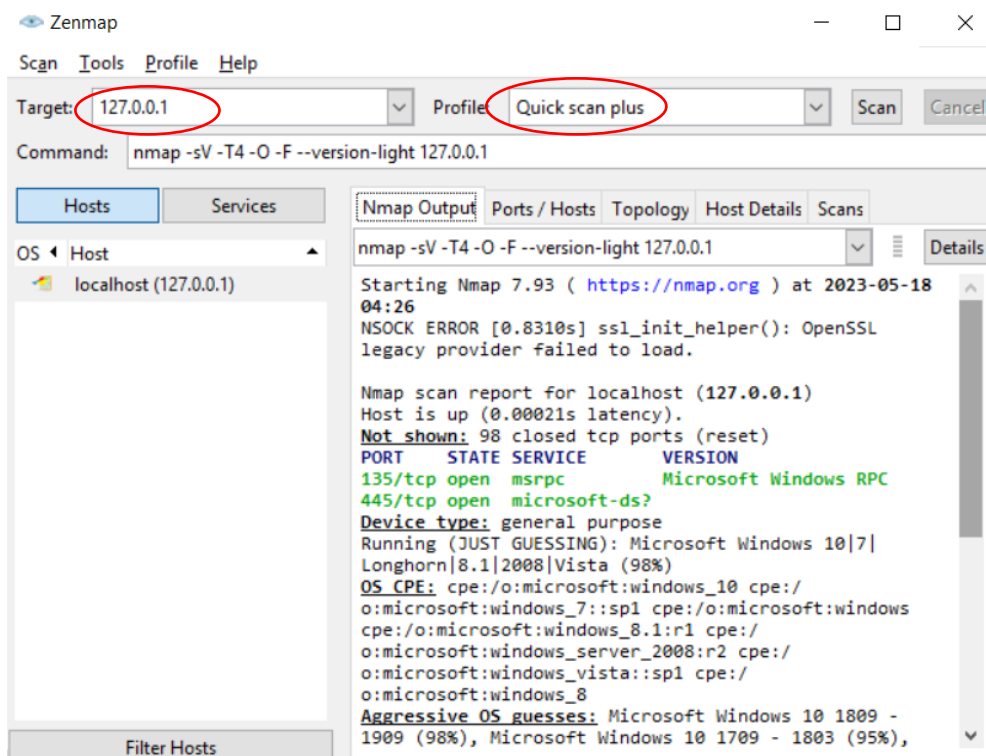 Zenmap
Scan Tools Profile Help
Target: 127.0.0.1 Profile: Quick scan plus Scan Cancel
Command: nmap -sV -T4 -O -F --version-light 127.0.0.1
Hosts Services
Nmap Output Ports / Hosts Topology Host Details Scans
OS Host
nmap -sV -T4 -O -F --version-light 127.0.0.1 Details
localhost (127.0.0.1)
Starting Nmap 7.93 ( https://nmap.org ) at 2023-05-18
04:26
NSOCK ERROR [0.8310s] ssl_init_helper(): OpenSSL
legacy provider failed to load.
Nmap scan report for localhost (127.0.0.1)
Host is up (0.00021s latency).
Not shown: 98 closed tcp ports (reset)
PORT STATE SERVICE VERSION
135/tcp open msrpc Microsoft Windows RPC
445/tcp open microsoft-ds?
Device type: general purpose
Running (JUST GUESSING): Microsoft Windows 10|7|
Longhorn|8.1|2008|Vista (98%)
OS CPE: cpe:/o:microsoft:windows_10 cpe:/
o:microsoft:windows_7::sp1 cpe:/o:microsoft:windows
cpe:/o:microsoft:windows_8.1:r1 cpe:/
o:microsoft:windows_server_2008:r2 cpe:/
o:microsoft:windows_vista::sp1 cpe:/
o:microsoft:windows_8
Aggressive OS guesses: Microsoft Windows 10 1809 -
1909 (98%), Microsoft Windows 10 1709 - 1803 (95%),
Filter Hosts